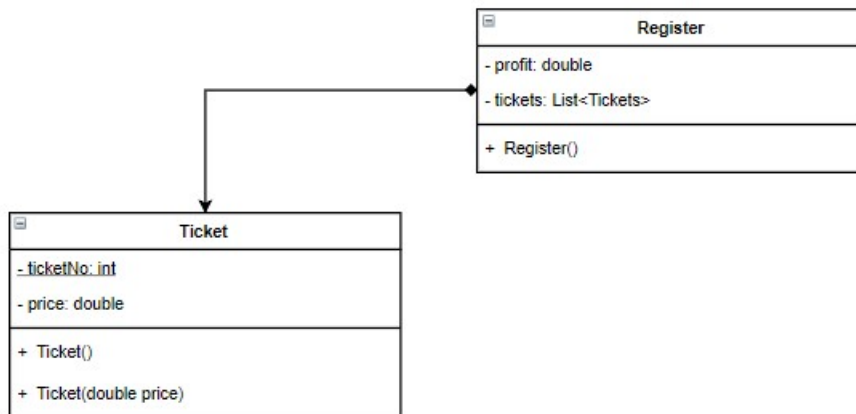 Register
- profit: double
- tickets: List<Tickets>
+ Register()
Ticket
- ticketNo: int
- price: double
+ Ticket()
+ Ticket(double price)